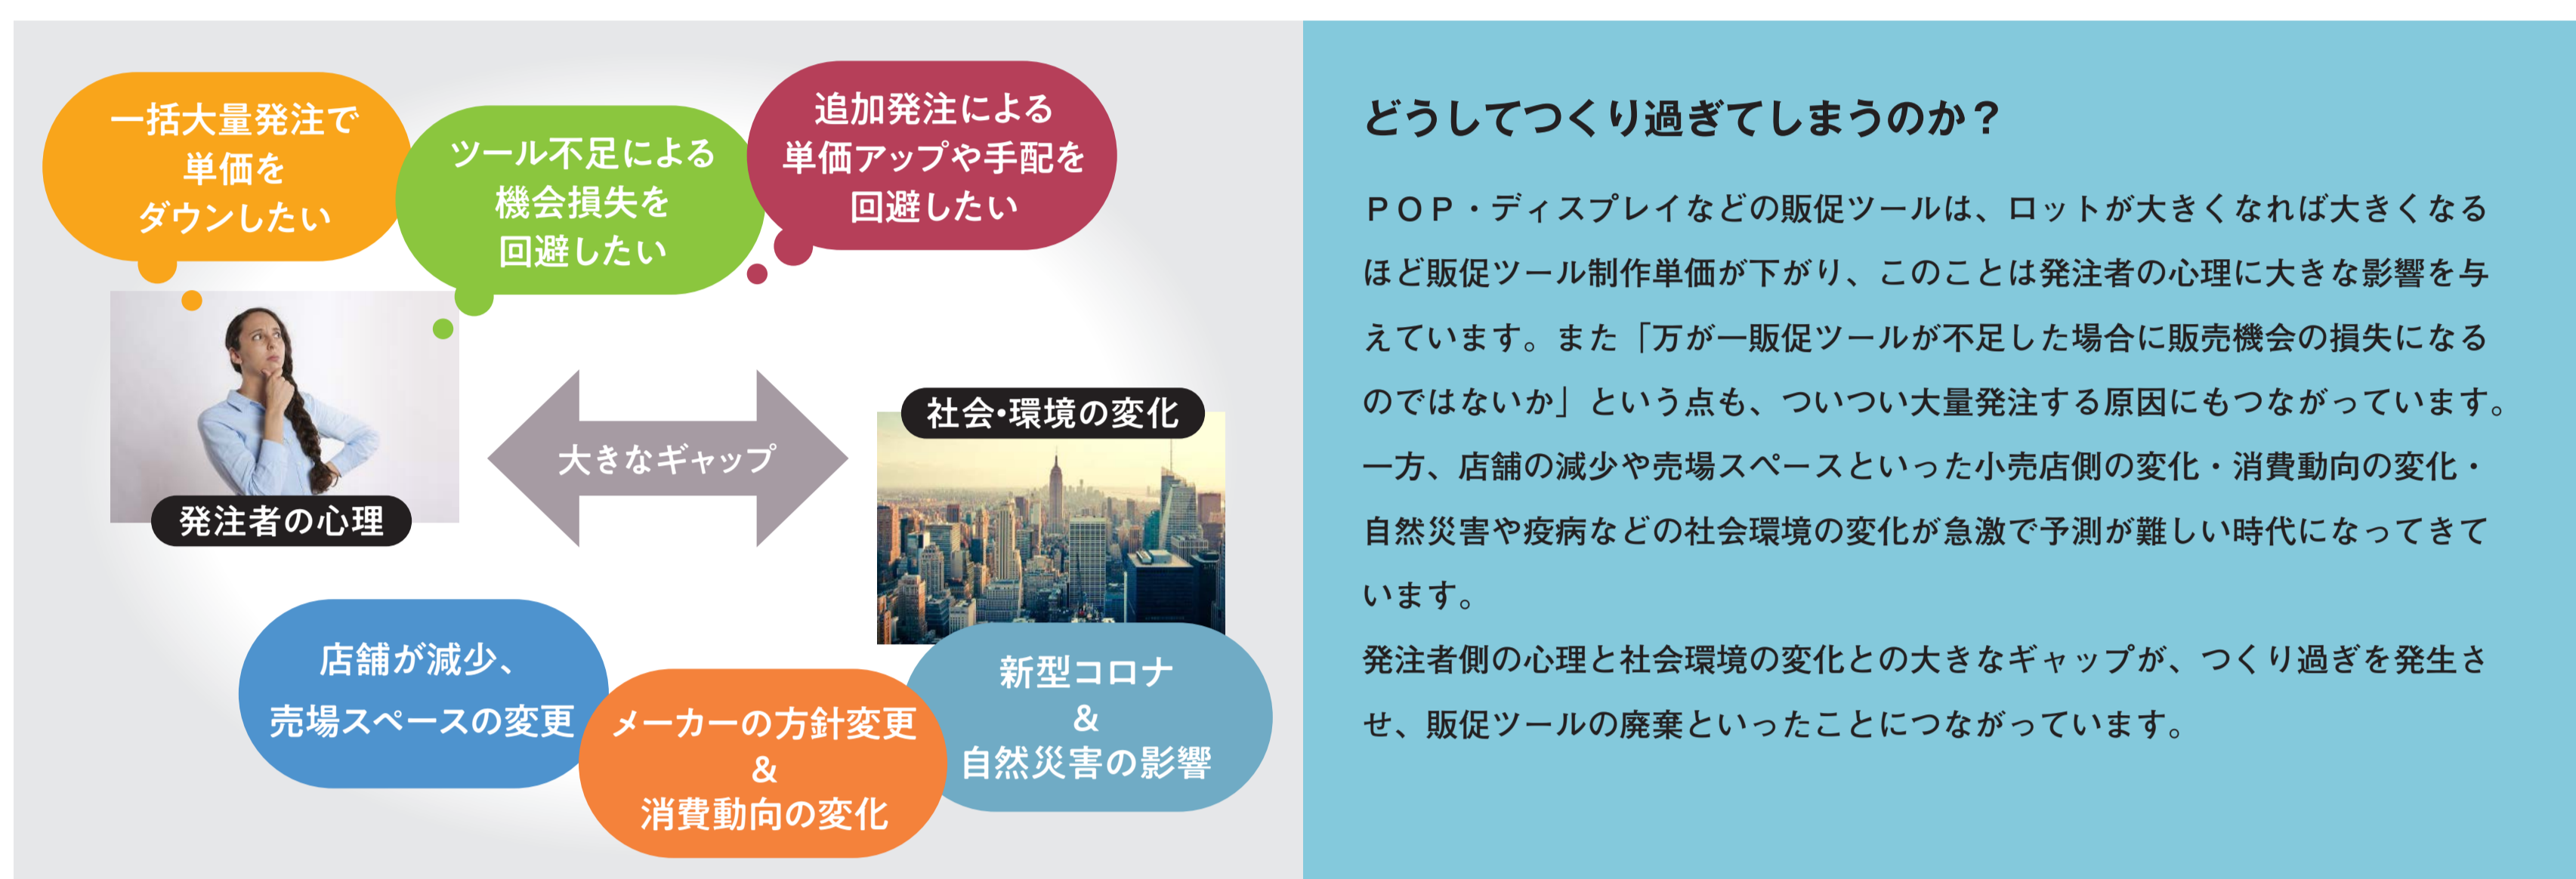 一括大量発注で
単価を
ダウンしたい
ツール不足による
機会損失を
回避したい
追加発注による
単価アップや手配を
回避したい
発注者の心理
大きなギャップ
社会・環境の変化
店舗が減少、
売場スペースの変更
メーカーの方針変更
&
消費動向の変化
新型コロナ
&
自然災害の影響
どうしてつくり過ぎてしまうのか？
ＰＯＰ・ディスプレイなどの販促ツールは、ロットが大きくなれば大きくなる
ほど販促ツール制作単価が下がり、このことは発注者の心理に大きな影響を与
えています。また「万が一販促ツールが不足した場合に販売機会の損失になる
のではないか」という点も、ついつい大量発注する原因にもつながっています。
一方、店舗の減少や売場スペースといった小売店側の変化・消費動向の変化・
自然災害や疫病などの社会環境の変化が急激で予測が難しい時代になってきて
います。
発注者側の心理と社会環境の変化との大きなギャップが、つくり過ぎを発生さ
せ、販促ツールの廃棄といったことにつながっています。